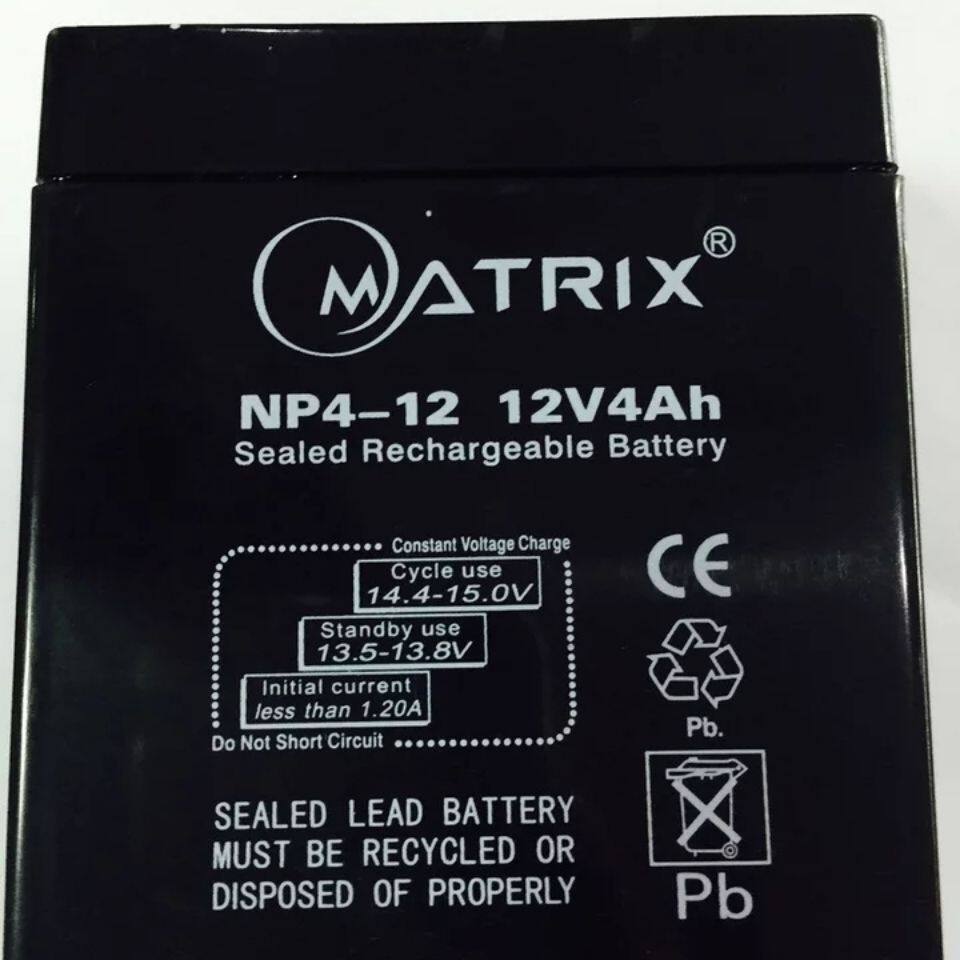 MATRIX®
NP4-12 12V4Ah
Sealed Rechargeable Battery
Constant Voltage Charge
Cycle use
14.4-15.0V
Standby use
13.5-13.8V
Initial current
less than 1.20A
Do Not Short Circuit
CE
Pb.
SEALED LEAD BATTERY
MUST BE RECYCLED OR
DISPOSED OF PROPERLY
Pb